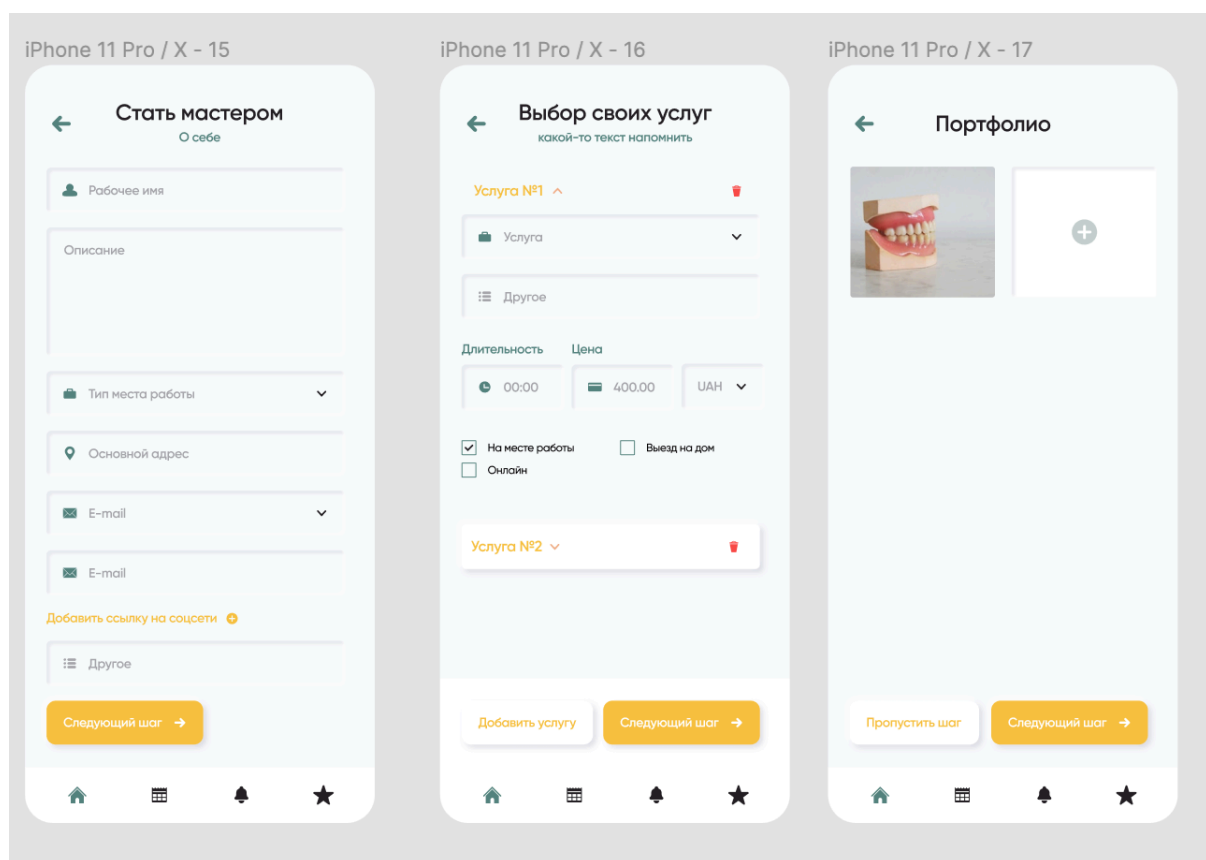 iPhone 11 Pro / X - 15
Стать мастером
О себе
Рабочее имя
Описание
Тип места работы
Основной адрес
E-mail
E-mail
Добавить ссылку на соцсети
Другое
Следующий шаг
iPhone 11 Pro / X - 16
Выбор своих услуг
какой-то текст напомнить
Услуга №1
Услуга
Другое
Длительность Цена
00:00 400.00 UAH
На месте работы Выезд на дом
Онлайн
Услуга №2
Добавить услугу Следующий шаг
iPhone 11 Pro / X - 17
Портфолио
Пропустить шаг Следующий шаг